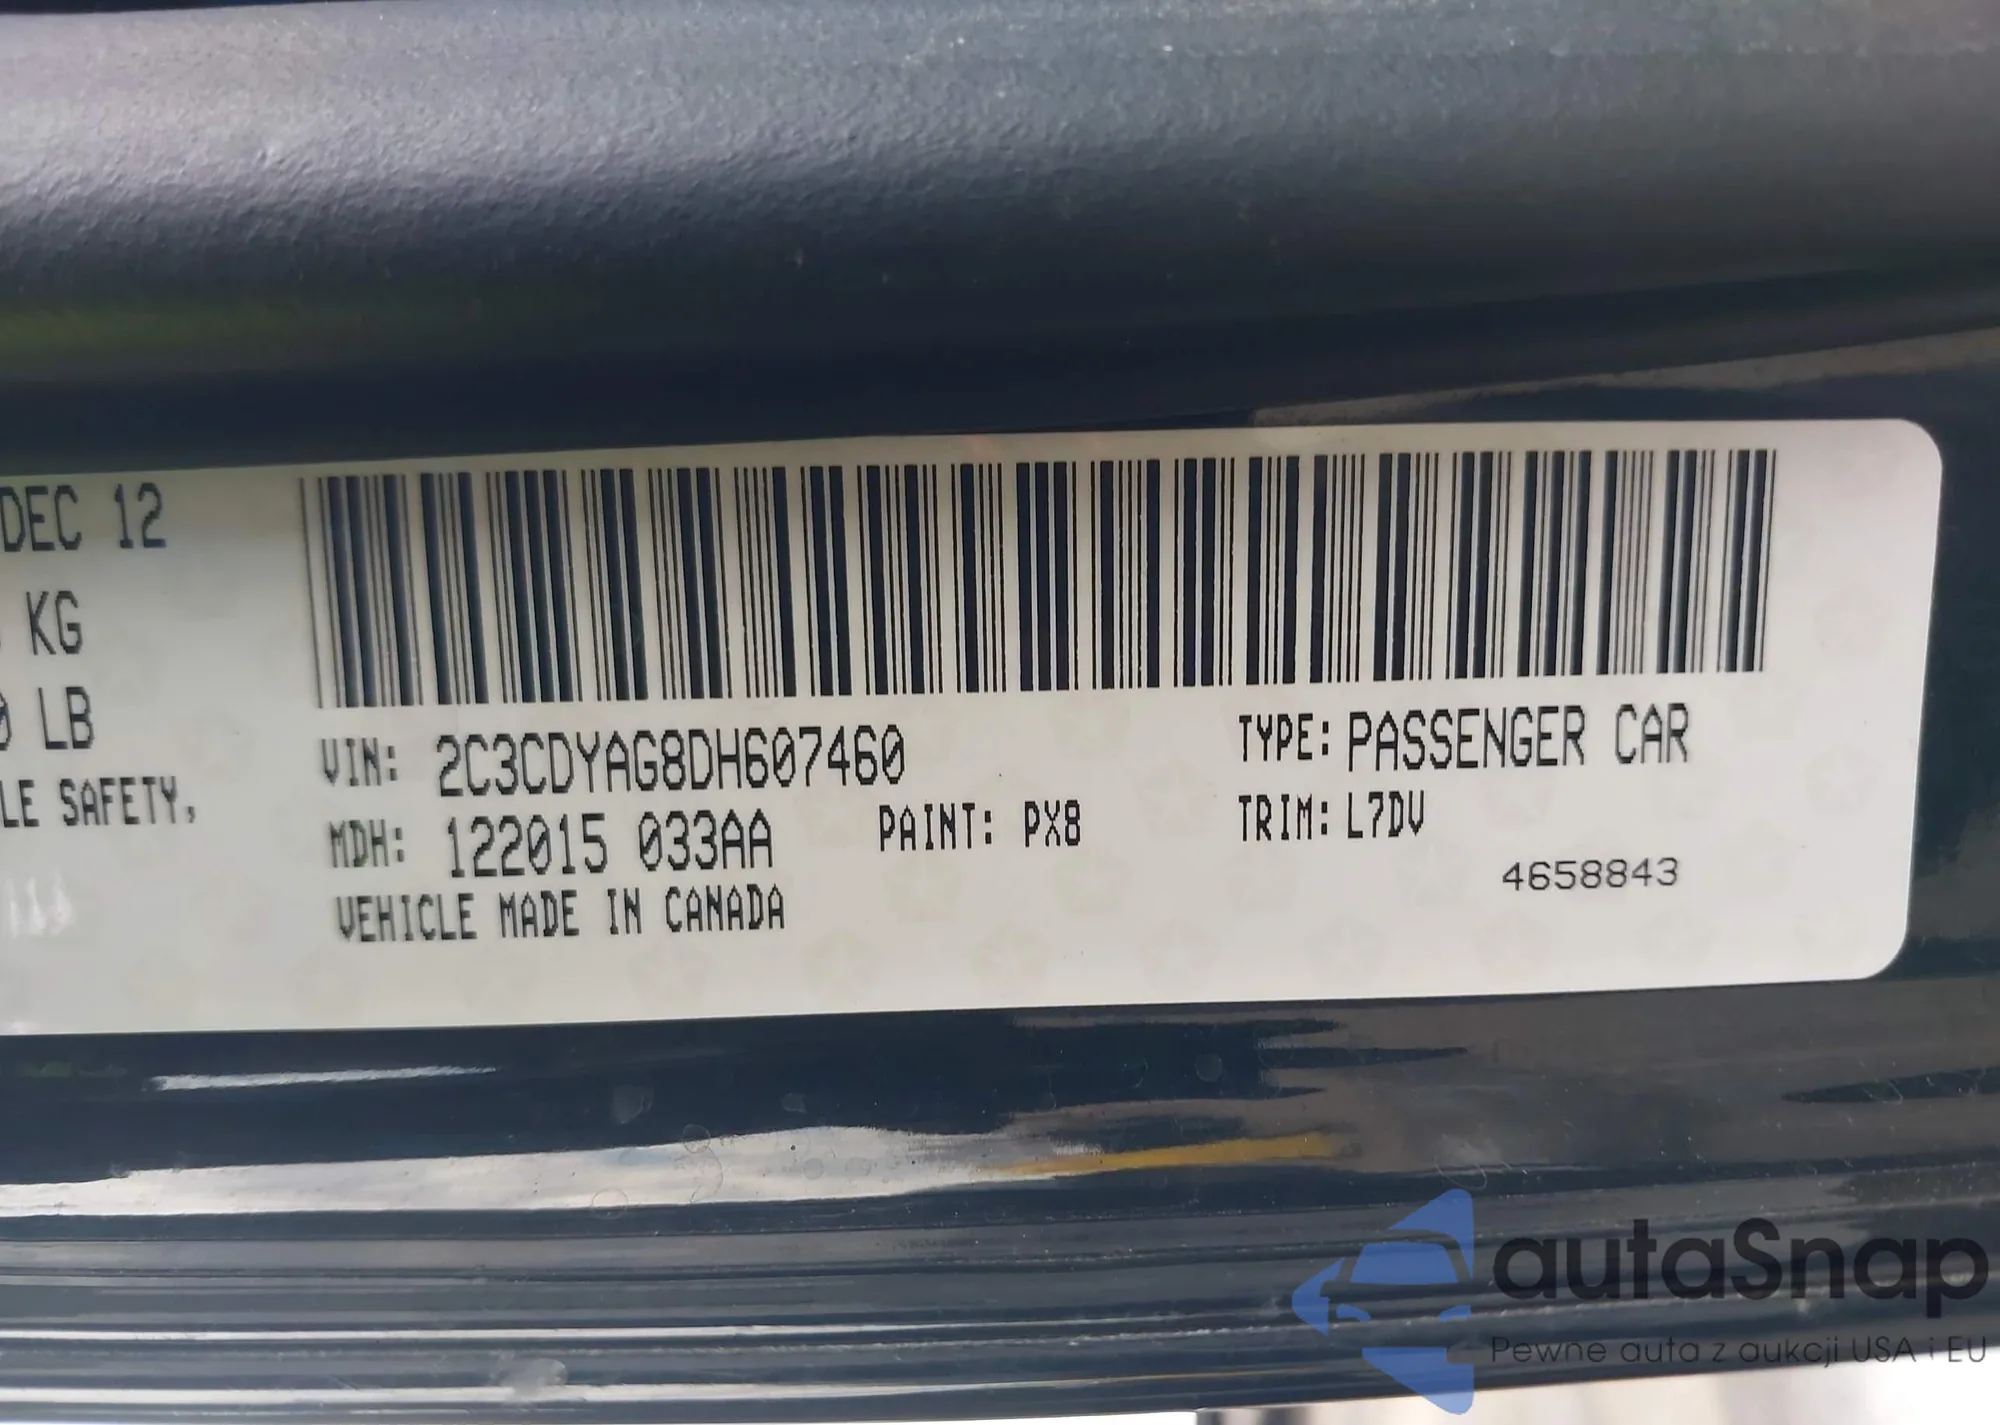 DEC 12
KG
LB
LE SAFETY,
VIN: 2C3CDYAG8DH607460
MDH: 122015 033AA
PAINT: PX8
VEHICLE MADE IN CANADA
TYPE: PASSENGER CAR
TRIM: L7DV
4658843
autaSnap
Pewne auta z aukcji USA i EU